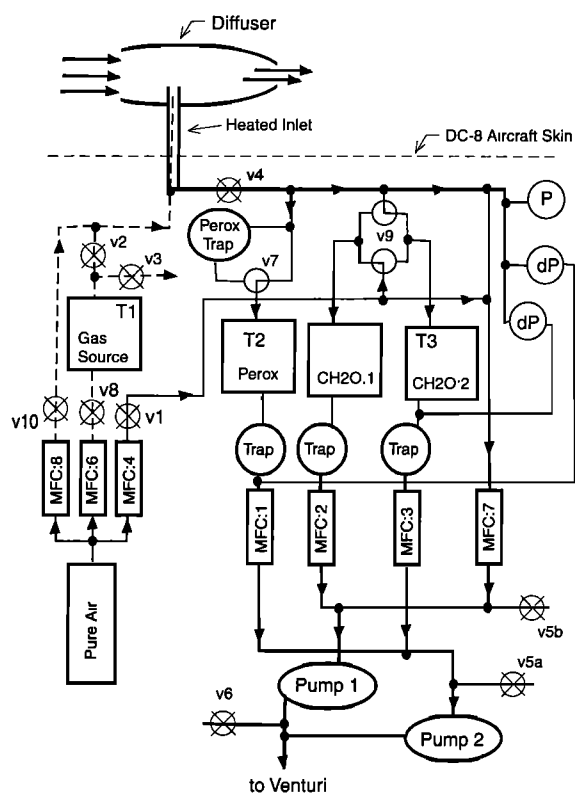 Diffuser
Heated Inlet
DC-8 Aircraft Skin
v4
P
Perox
Trap
v9
v2
v7
v3
dP
T1
Gas
Source
dP
T2
Perox
CH2O.1
T3
CH2O·2
v10
v8
v1
Trap
Trap
Trap
MFC:8
MFC:6
MFC:4
MFC:1
MFC·2
MFC:3
MFC:7
Pure Air
v5b
v5a
Pump 1
v6
Pump 2
to Venturi